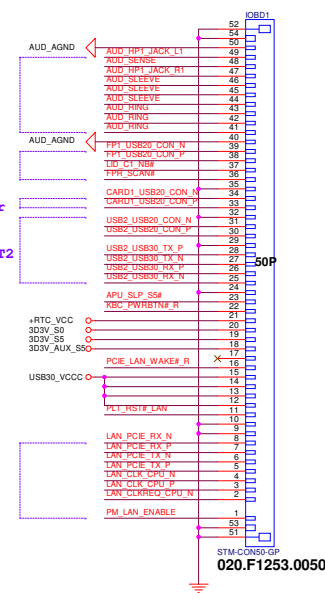 IOBD1
52
54
50
AUD_AGND
AUD_HP1_JACK_L1 49
AUD_SENSE 48
AUD_HP1_JACK_R1 47
AUD_SLEEVE 46
AUD_SLEEVE 45
AUD_SLEEVE 44
AUD_RING 43
AUD_RING 42
AUD_RING 41
AUD_AGND 40
FP1_USB20_CON_N 39
FP1_USB20_CON_P 38
LID_C1_NB# 37
FPR_SCAN# 36
35
CARD1_USB20_CON_N 34
CARD1_USB20_CON_P 33
r
32
USB2_USB20_CON_N 31
USB2_USB20_CON_P 30
29
USB2_USB30_TX_P 28
T2
USB2_USB30_TX_N 27
50P
USB2_USB30_RX_P 26
USB2_USB30_RX_N 25
24
APU_SLP_S5# 23
KBC_PWRBTN#_R 22
+RTC_VCC 21
3D3V_S0 20
3D3V_S5 19
3D3V_AUX_S5 18
17
PCIE_LAN_WAKE#_R 16
USB30_VCCC 15
14
13
12
PLT_RST#_LAN 11
10
9
LAN_PCIE_RX_N 8
LAN_PCIE_RX_P 7
LAN_PCIE_TX_N 6
LAN_PCIE_TX_P 5
LAN_CLK_CPU_N 4
LAN_CLK_CPU_P 3
LAN_CLKREQ_CPU_N 2
PM_LAN_ENABLE 1
53
51
STM-CON50-GP
020.F1253.0050